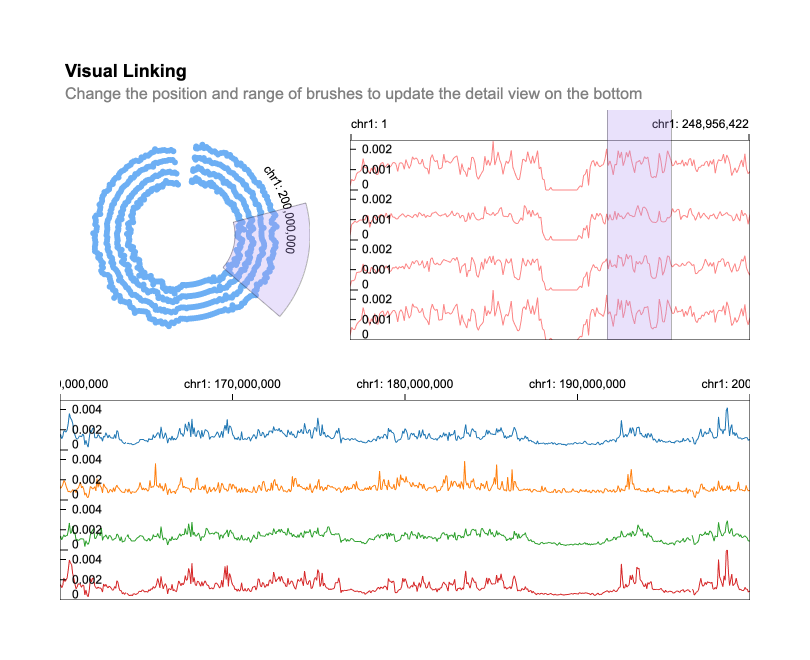 Visual Linking
Change the position and range of brushes to update the detail view on the bottom
chr1: 200,000,000
chr1: 1
chr1: 248,956,422
0.002
0.001
0
0.002
0.001
0
0.002
0.001
0
0.002
0.001
0
0,000,000
chr1: 170,000,000
chr1: 180,000,000
chr1: 190,000,000
chr1: 200
0.004
0.002
0
0.004
0.002
0
0.004
0.002
0
0.004
0.002
0